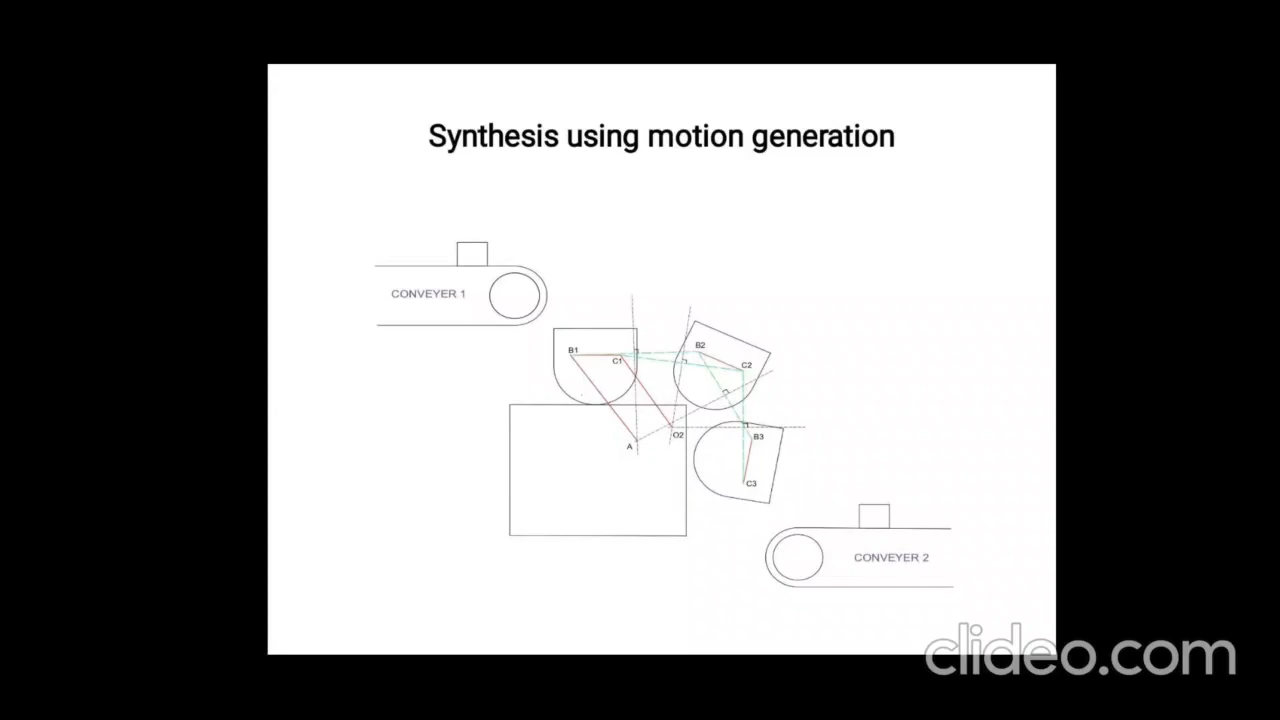 Synthesis using motion generation
CONVEYER 1
B1
C1
B2
C2
A
O2
B3
C3
CONVEYER 2
clideo.com